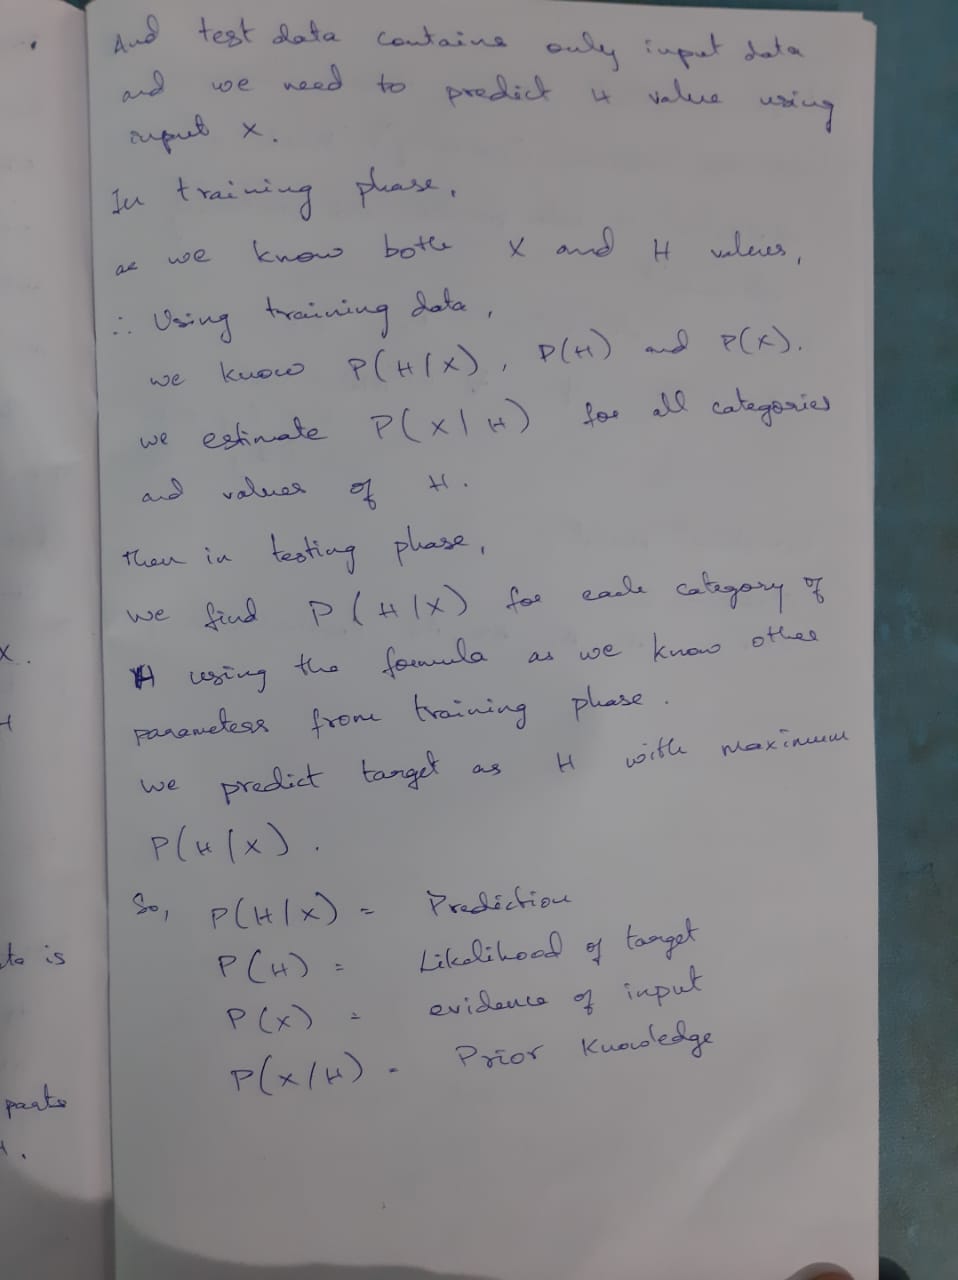 And test data contains only input data
and we need to predict H value using
input X.
In training phase,
as we know both X and H values,
∴ Using training data,
we know P(H/X), P(H) and P(X).
we estimate P(X|H) for all categories
and values of H.
Then in testing phase,
we find P(H/X) for each category of
H using the formula as we know other
parameters from training phase.
we predict target as H with maximum
P(H/X).
So, P(H/X) = Prediction
P(H) = Likelihood of target
P(X) = evidence of input
P(X/H) = Prior Knowledge
X.
H
is
parts